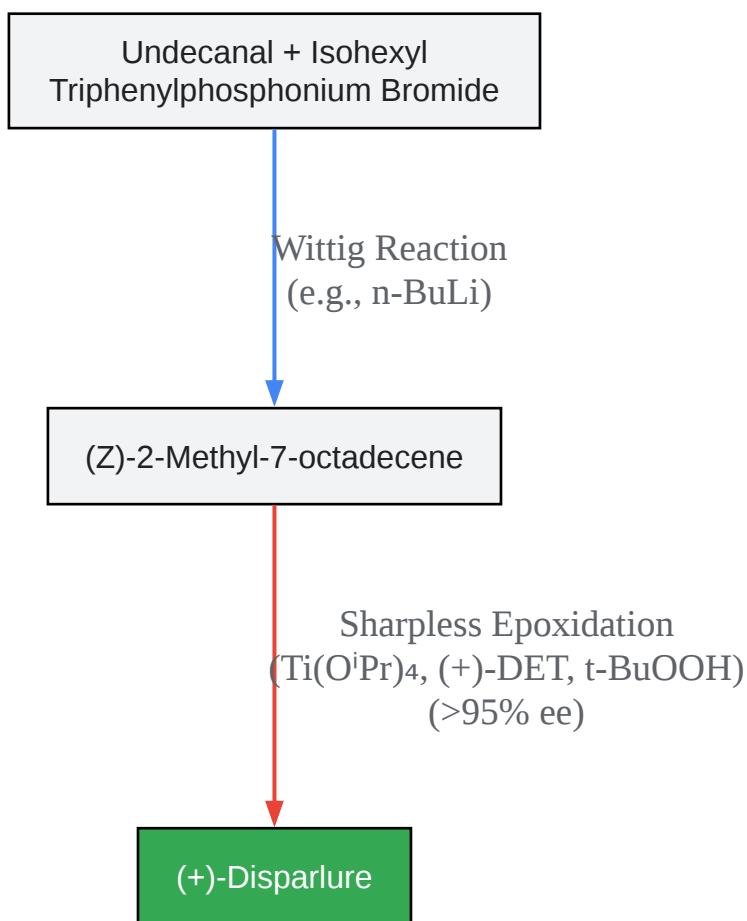 Undecanal + Isohexyl
Triphenylphosphonium Bromide
Wittig Reaction
(e.g., n-BuLi)
(Z)-2-Methyl-7-octadecene
Sharpless Epoxidation
(Ti(OⁱPr)₄, (+)-DET, t-BuOOH)
(>95% ee)
(+)-Disparlure